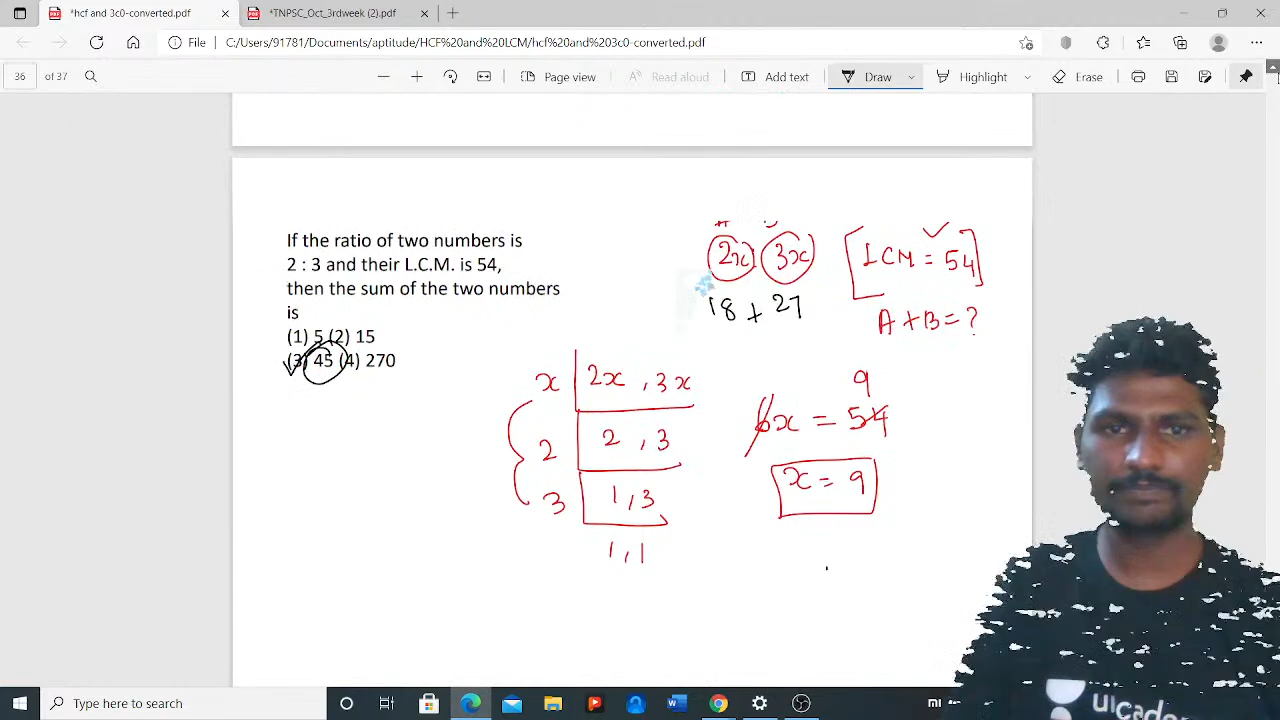 *hcf and 3c0-converted.pdf
*TNPSC_Oct_3rdweek (2).pdf
File
C:/Users/91781/Documents/aptitude/HCF%20and%20LCM/hcf%20and%203c0-converted.pdf
36 of 37
Page view
Read aloud
Add text
Draw
Highlight
Erase
If the ratio of two numbers is
2 : 3 and their L.C.M. is 54,
then the sum of the two numbers
is
(1) 5 (2) 15
(3) 45 (4) 270
2x 3x
LCM = 54
18 + 27
A+B=?
x 2x, 3x
2 2, 3
3 1, 3
1, 1
9
6x = 54
x = 9
Type here to search
mi